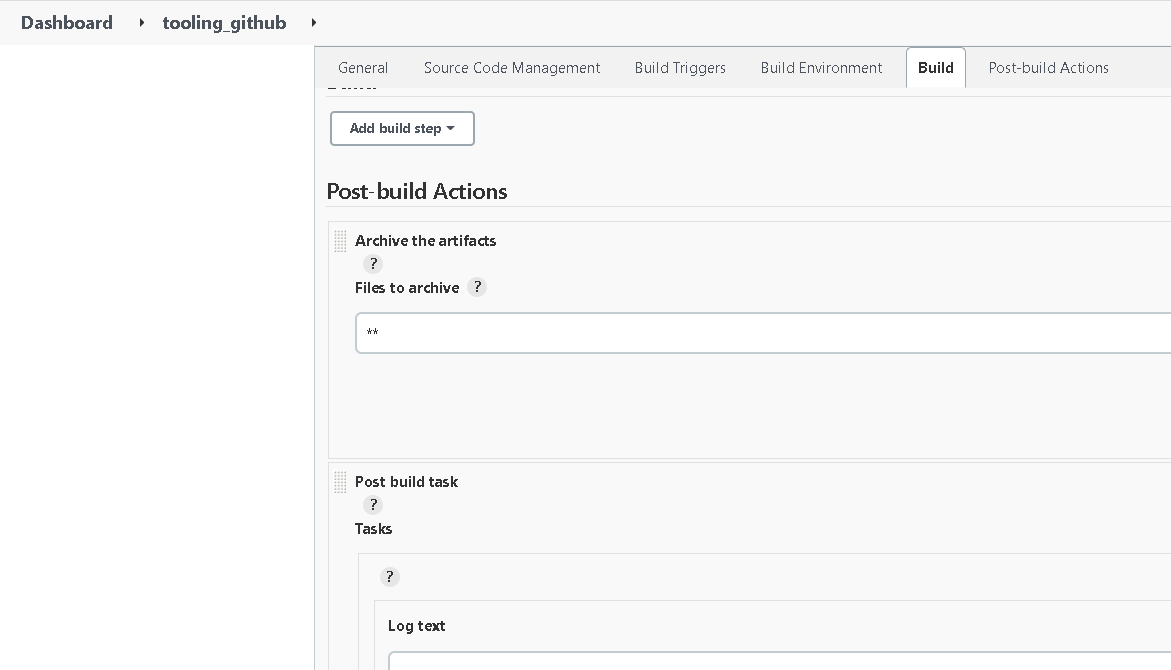 Dashboard tooling_github
General Source Code Management Build Triggers Build Environment Build Post-build Actions
Add build step
Post-build Actions
Archive the artifacts
?
Files to archive ?
**
Post build task
?
Tasks
?
Log text